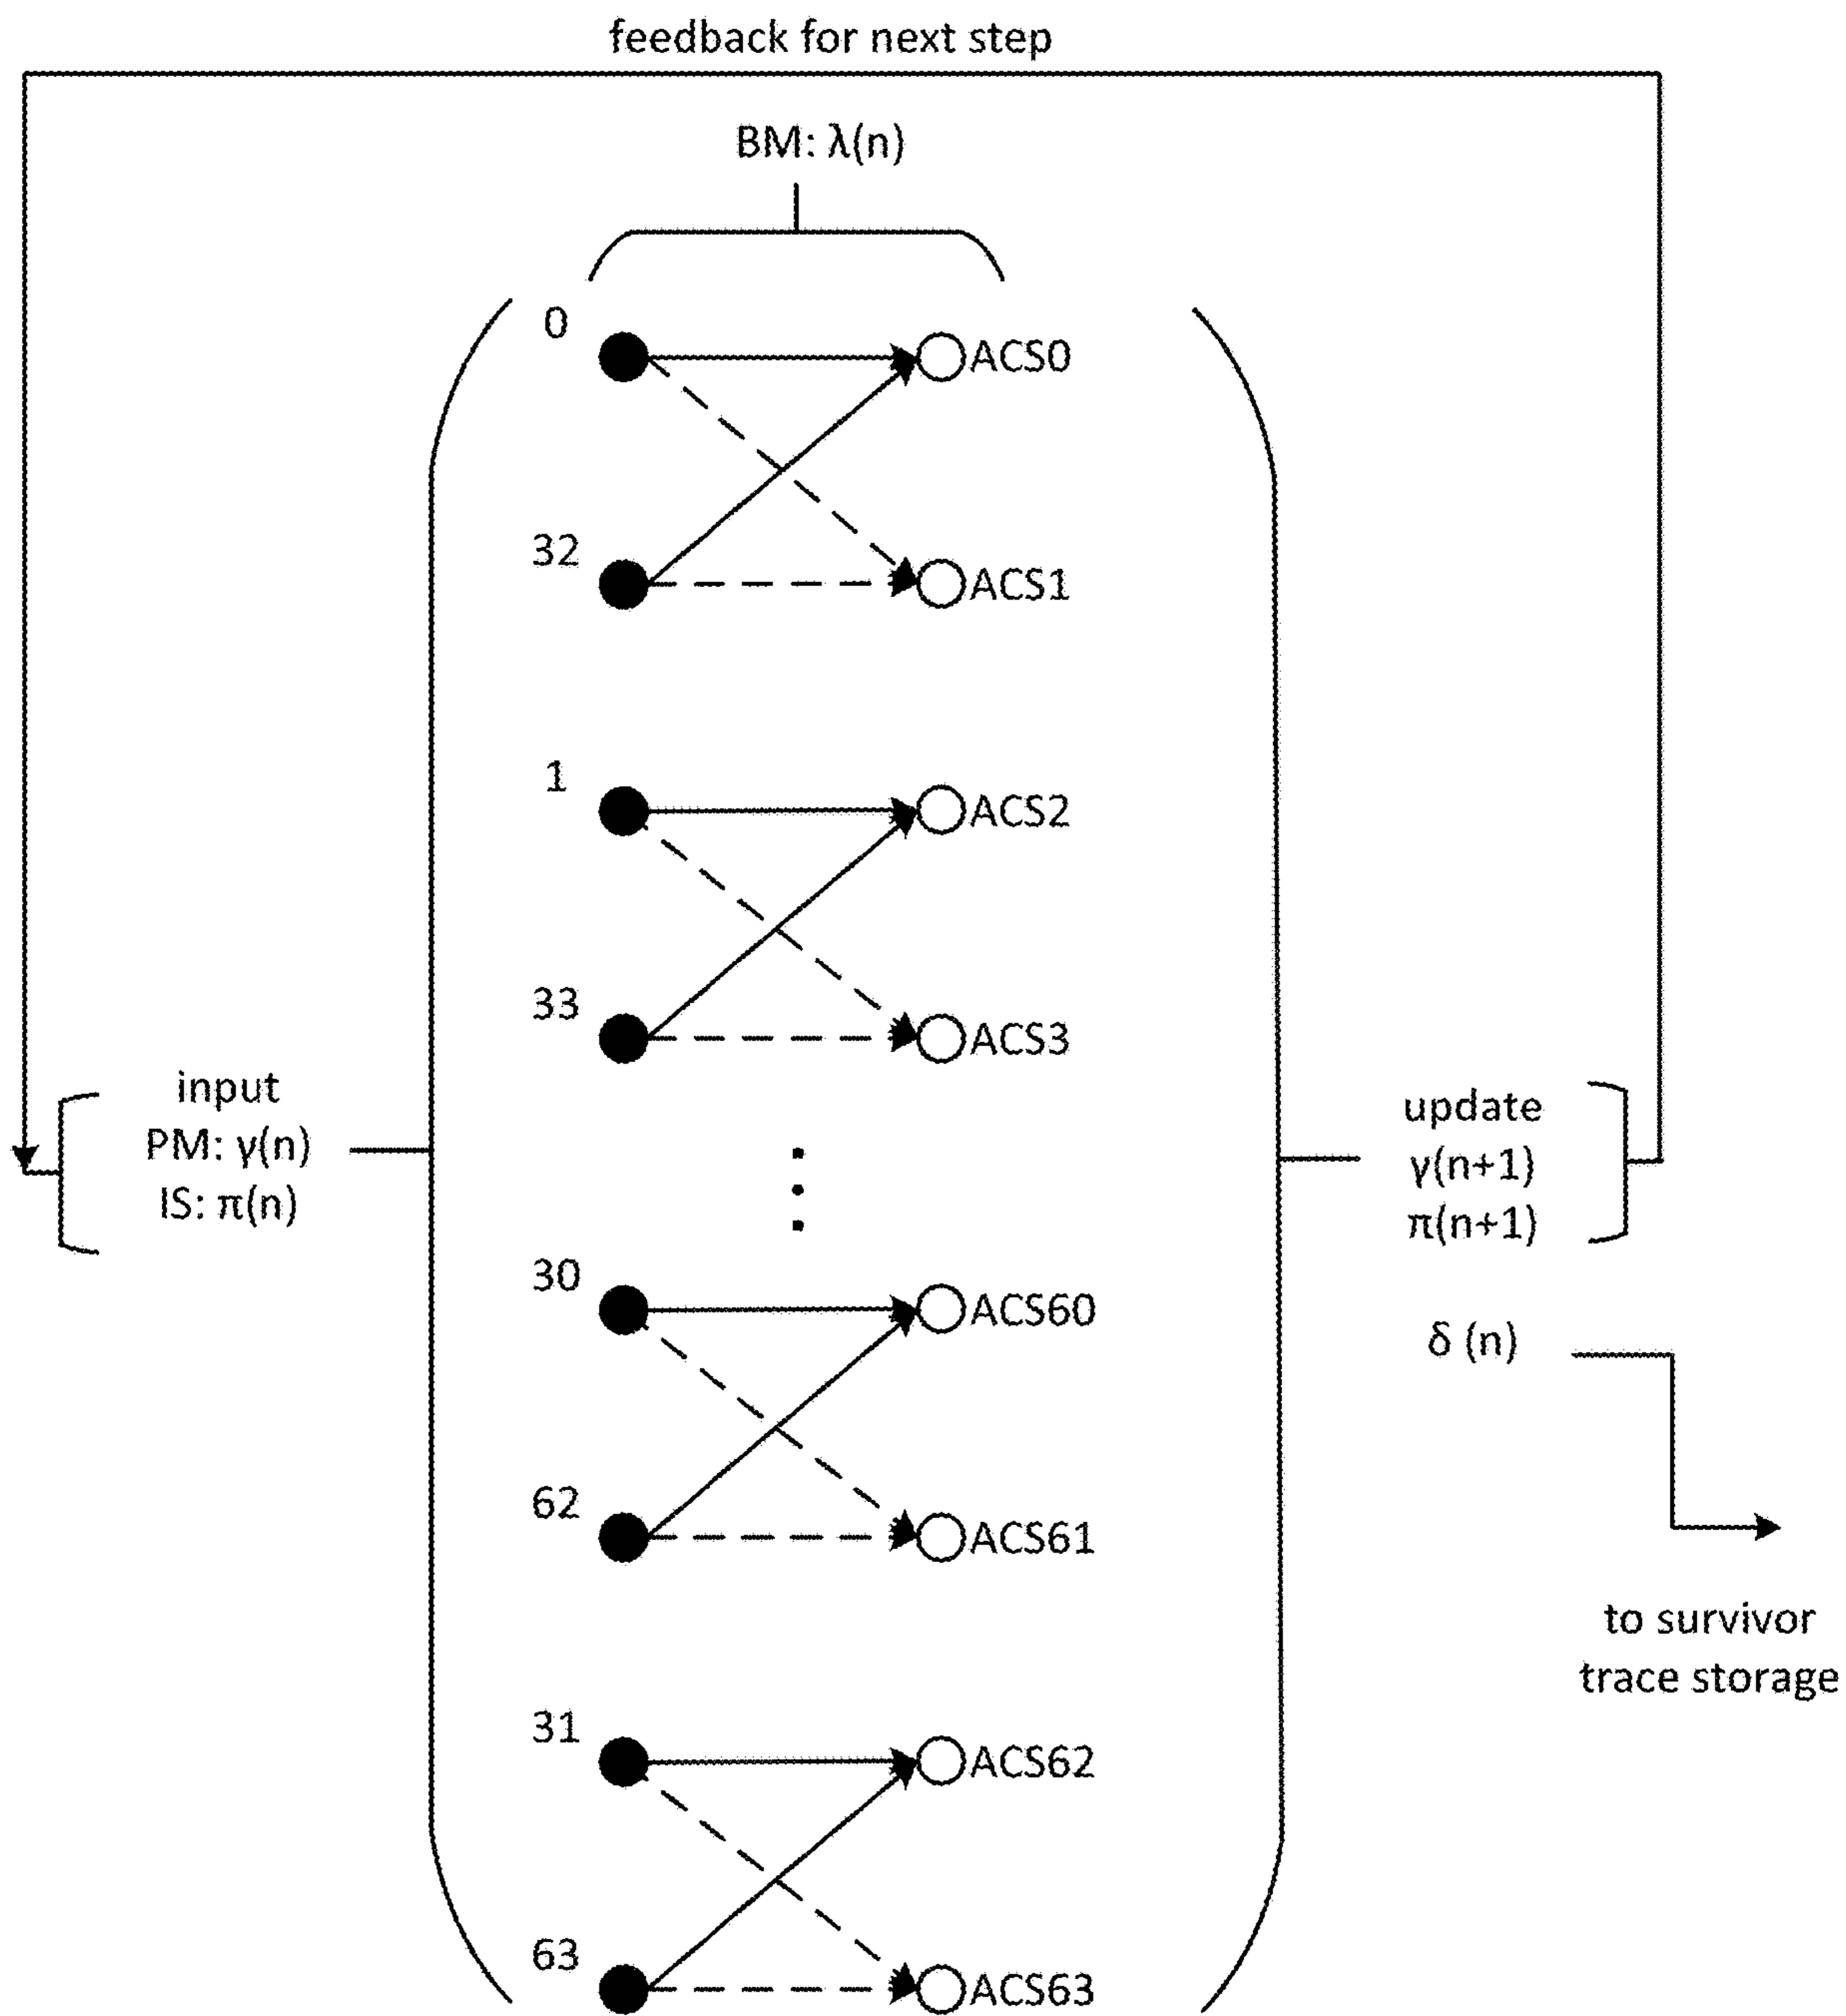 feedback for next step
BM: λ(n)
0
ACS0
32
ACS1
1
ACS2
33
ACS3
input
PM: γ(n)
IS: π(n)
update
γ(n+1)
π(n+1)
30
ACS60
δ (n)
62
ACS61
to survivor
trace storage
31
ACS62
63
ACS63